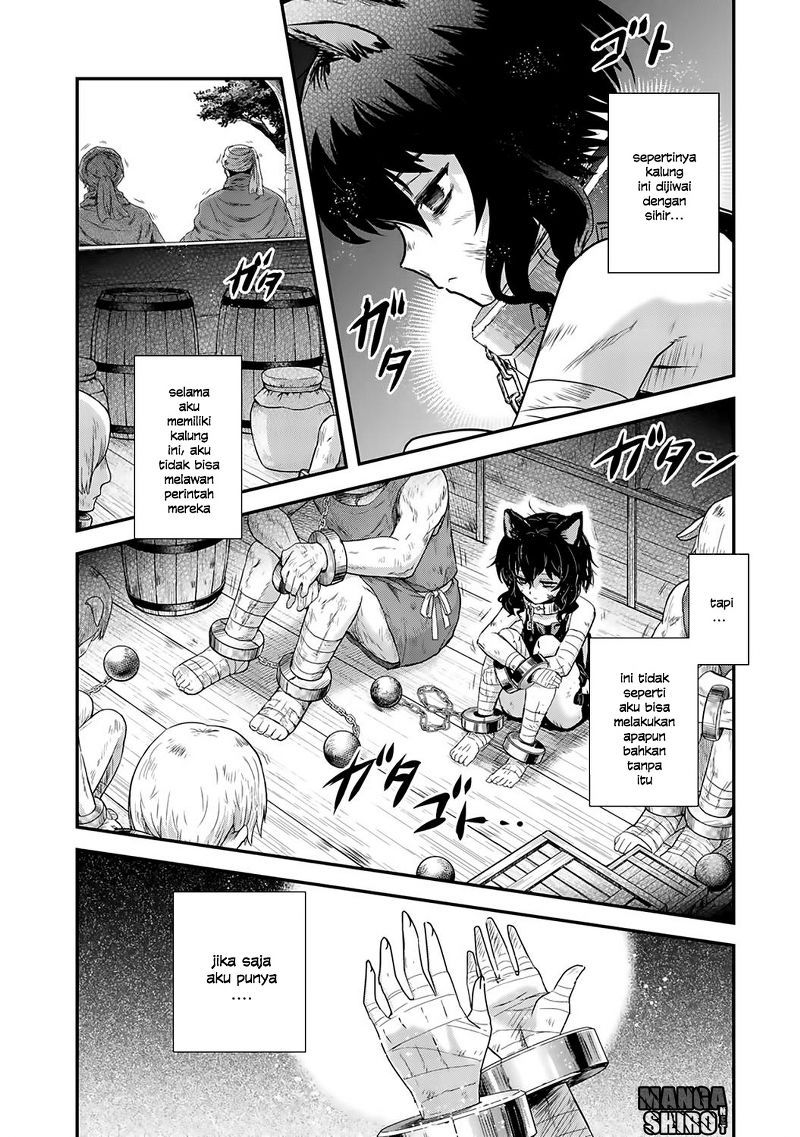 ゴト
sepertinya
kalung
ini dijiwai
dengan
sihir...
ガタ
ガタ
selama
aku
memiliki
kalung
ini, aku
tidak bisa
melawan
perintah
mereka
ガタン
tapi
...
ini tidak
seperti
aku bisa
melakukan
apapun
bahkan
tanpa
itu
ガタ
ゴト…
jika saja
aku punya
....
MANGA
SHIRO
NET